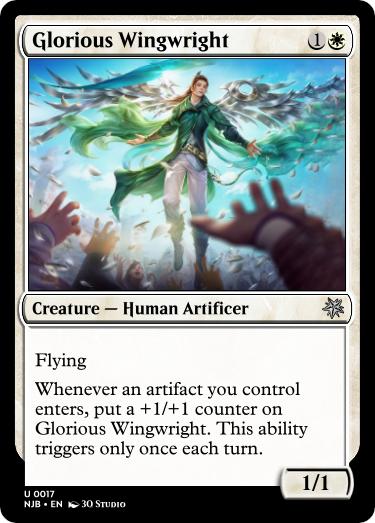 Glorious Wingwright 1
Creature — Human Artificer
Flying
Whenever an artifact you control
enters, put a +1/+1 counter on
Glorious Wingwright. This ability
triggers only once each turn.
1/1
U 0017
NJB • EN 3O Studio